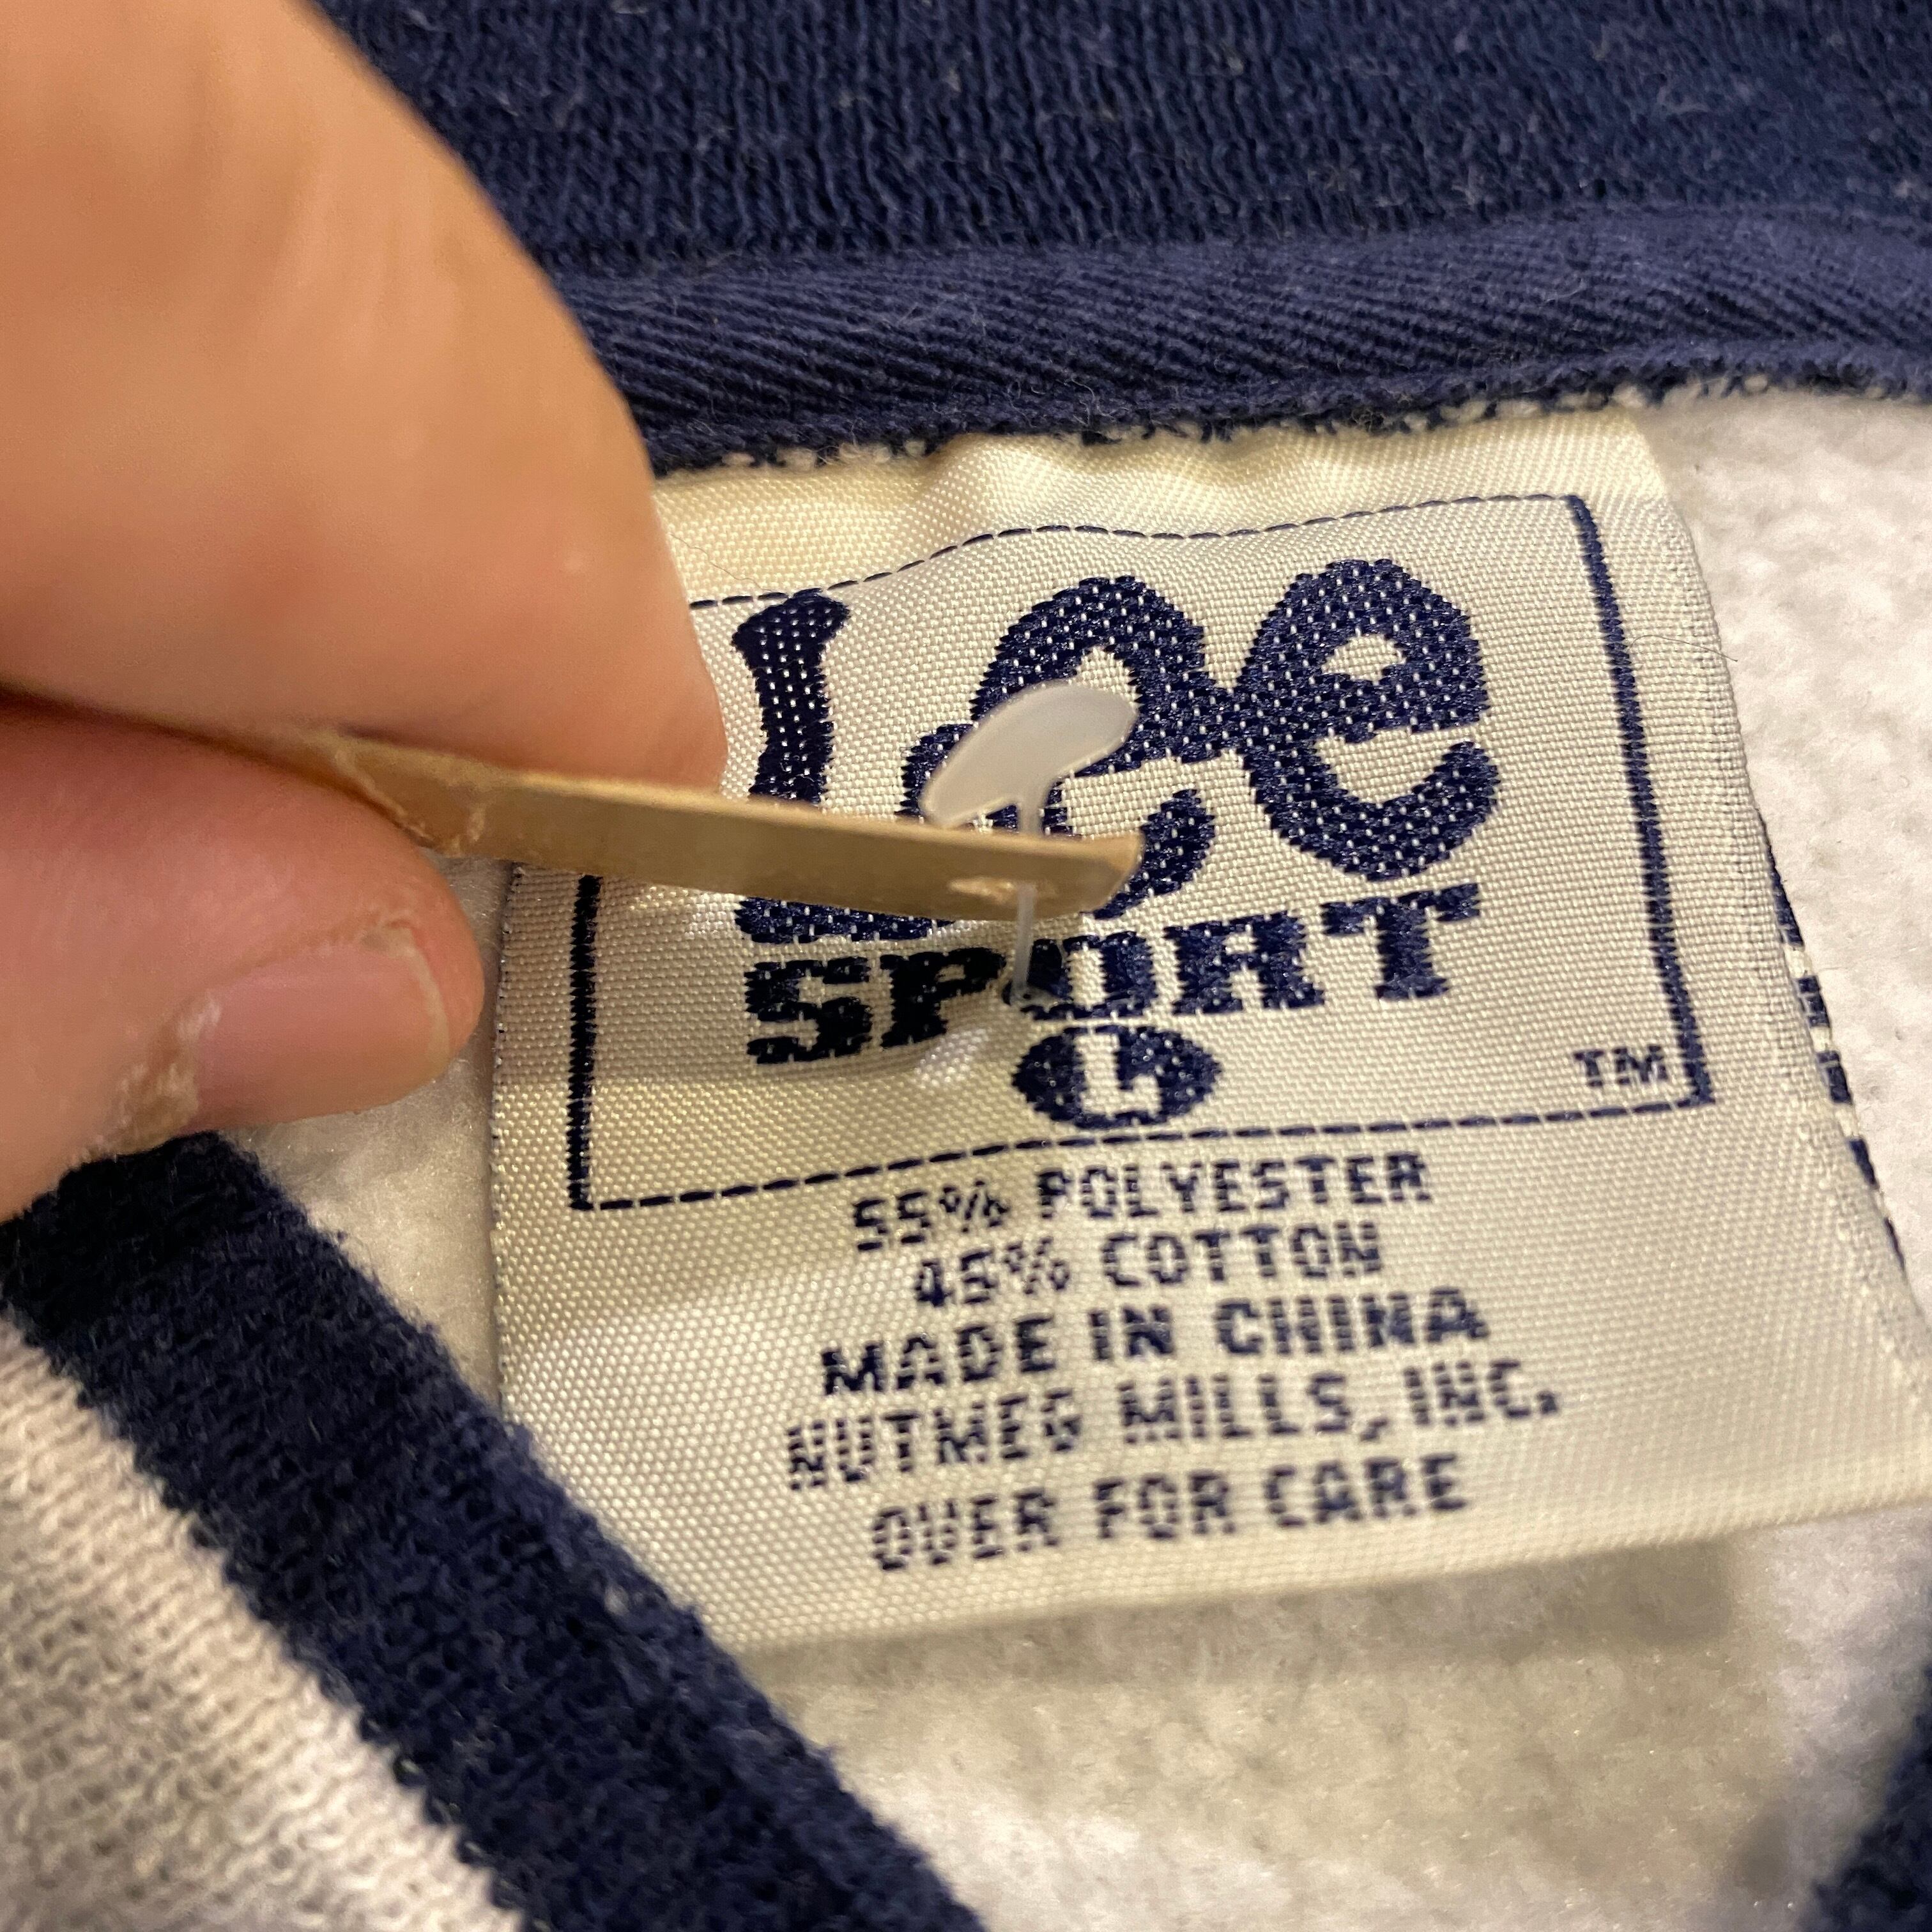 Lee
SPORT
L
TM
55% POLYESTER
45% COTTON
MADE IN CHINA
NUTMEG MILLS, INC.
OVER FOR CARE